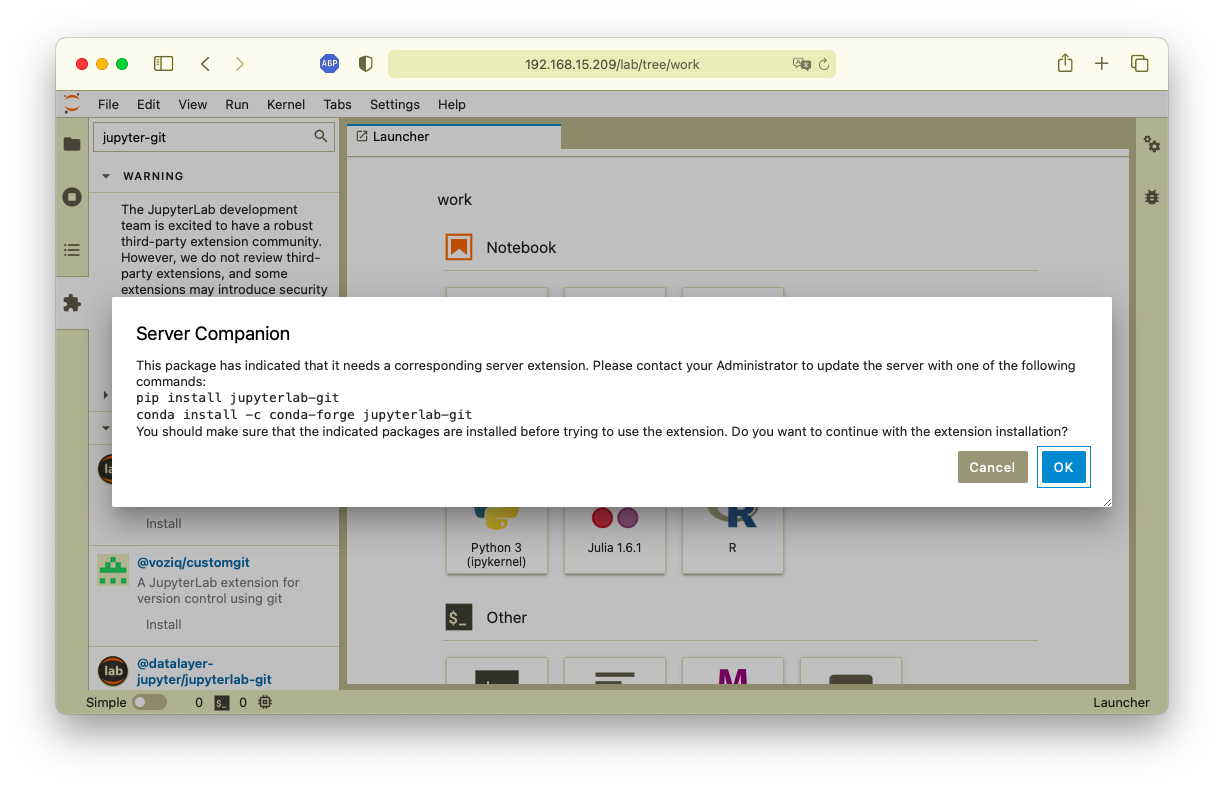 ABP
192.168.15.209/lab/tree/work
File Edit View Run Kernel Tabs Settings Help
jupyter-git
Launcher
WARNING
The JupyterLab development
team is excited to have a robust
third-party extension community.
However, we do not review third-
party extensions, and some
extensions may introduce security
work
Notebook
Server Companion
This package has indicated that it needs a corresponding server extension. Please contact your Administrator to update the server with one of the following
commands:
pip install jupyterlab-git
conda install -c conda-forge jupyterlab-git
You should make sure that the indicated packages are installed before trying to use the extension. Do you want to continue with the extension installation?
Cancel OK
Install
@voziq/customgit
A JupyterLab extension for
version control using git
Install
lab
@datalayer-
jupyter/jupyterlab-git
Python 3
(ipykernel)
Julia 1.6.1
R
R
$_
Other
M
Simple 0 $_ 0 Launcher